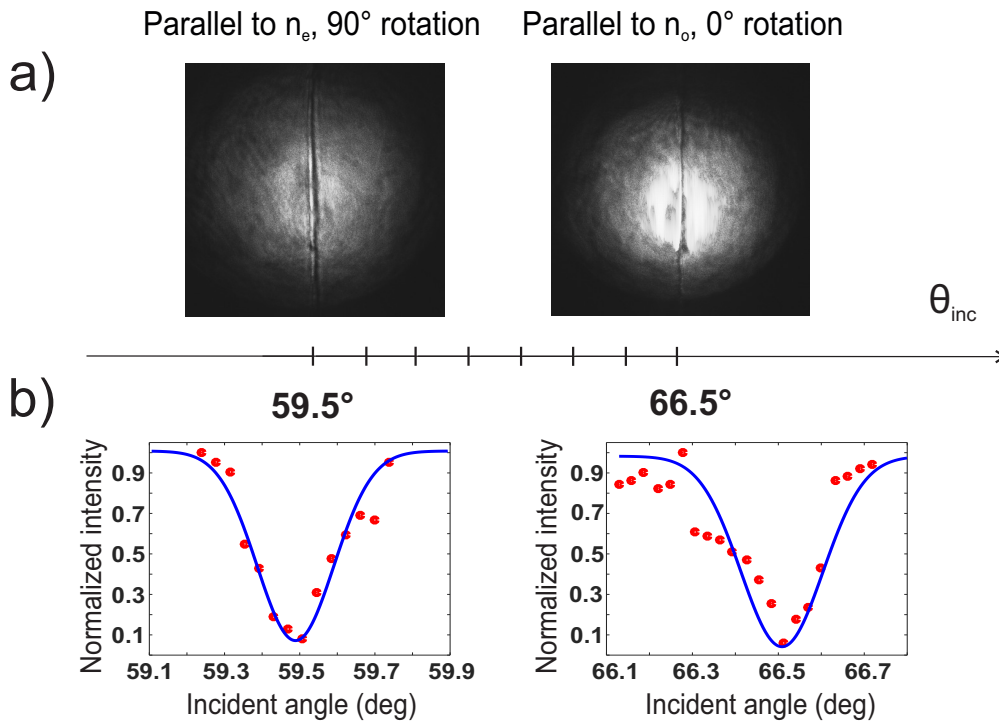 Parallel to nₑ, 90° rotation
Parallel to nₒ, 0° rotation
a)
θinc
59.5°
66.5°
b)
Normalized intensity
0.9
0.7
0.5
0.3
0.1
59.1 59.3 59.5 59.7 59.9
Incident angle (deg)
Normalized intensity
0.9
0.7
0.5
0.3
0.1
66.1 66.3 66.5 66.7
Incident angle (deg)